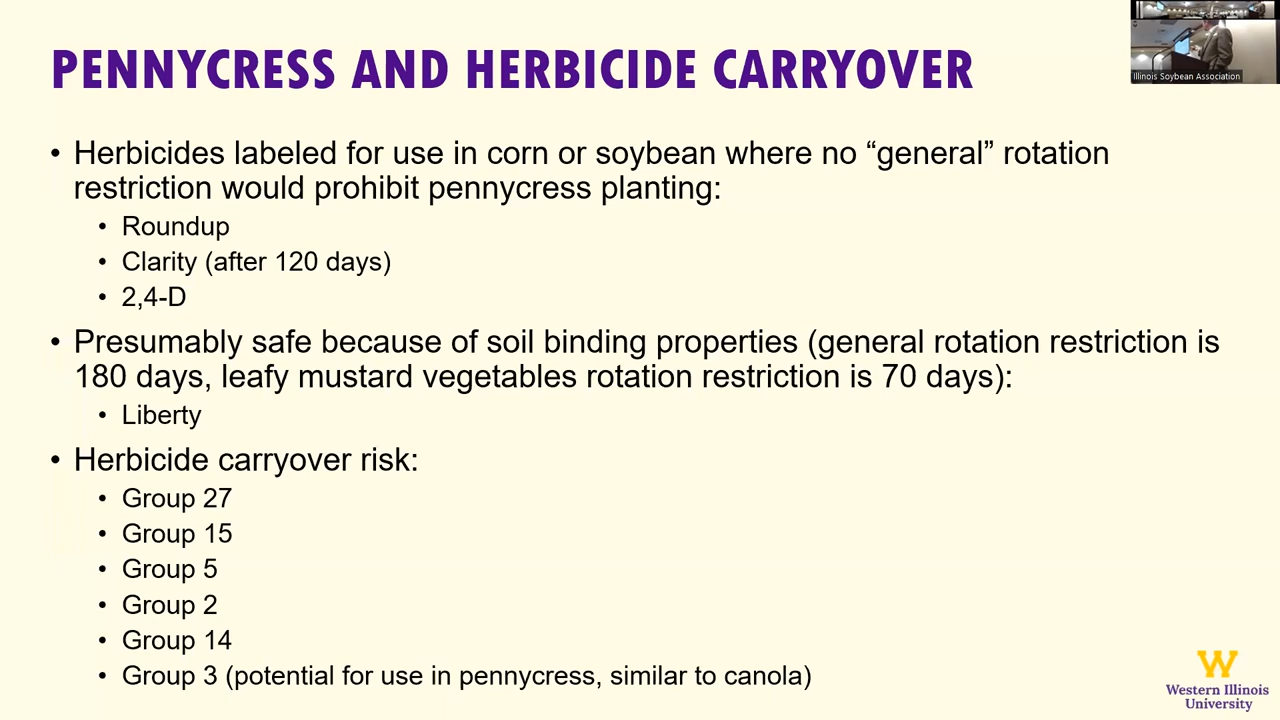 PENNYCRESS AND HERBICIDE CARRYOVER
Illinois Soybean Association
• Herbicides labeled for use in corn or soybean where no “general” rotation
restriction would prohibit pennycress planting:
• Roundup
• Clarity (after 120 days)
• 2,4-D
• Presumably safe because of soil binding properties (general rotation restriction is
180 days, leafy mustard vegetables rotation restriction is 70 days):
• Liberty
• Herbicide carryover risk:
• Group 27
• Group 15
• Group 5
• Group 2
• Group 14
• Group 3 (potential for use in pennycress, similar to canola)
W
Western Illinois
University